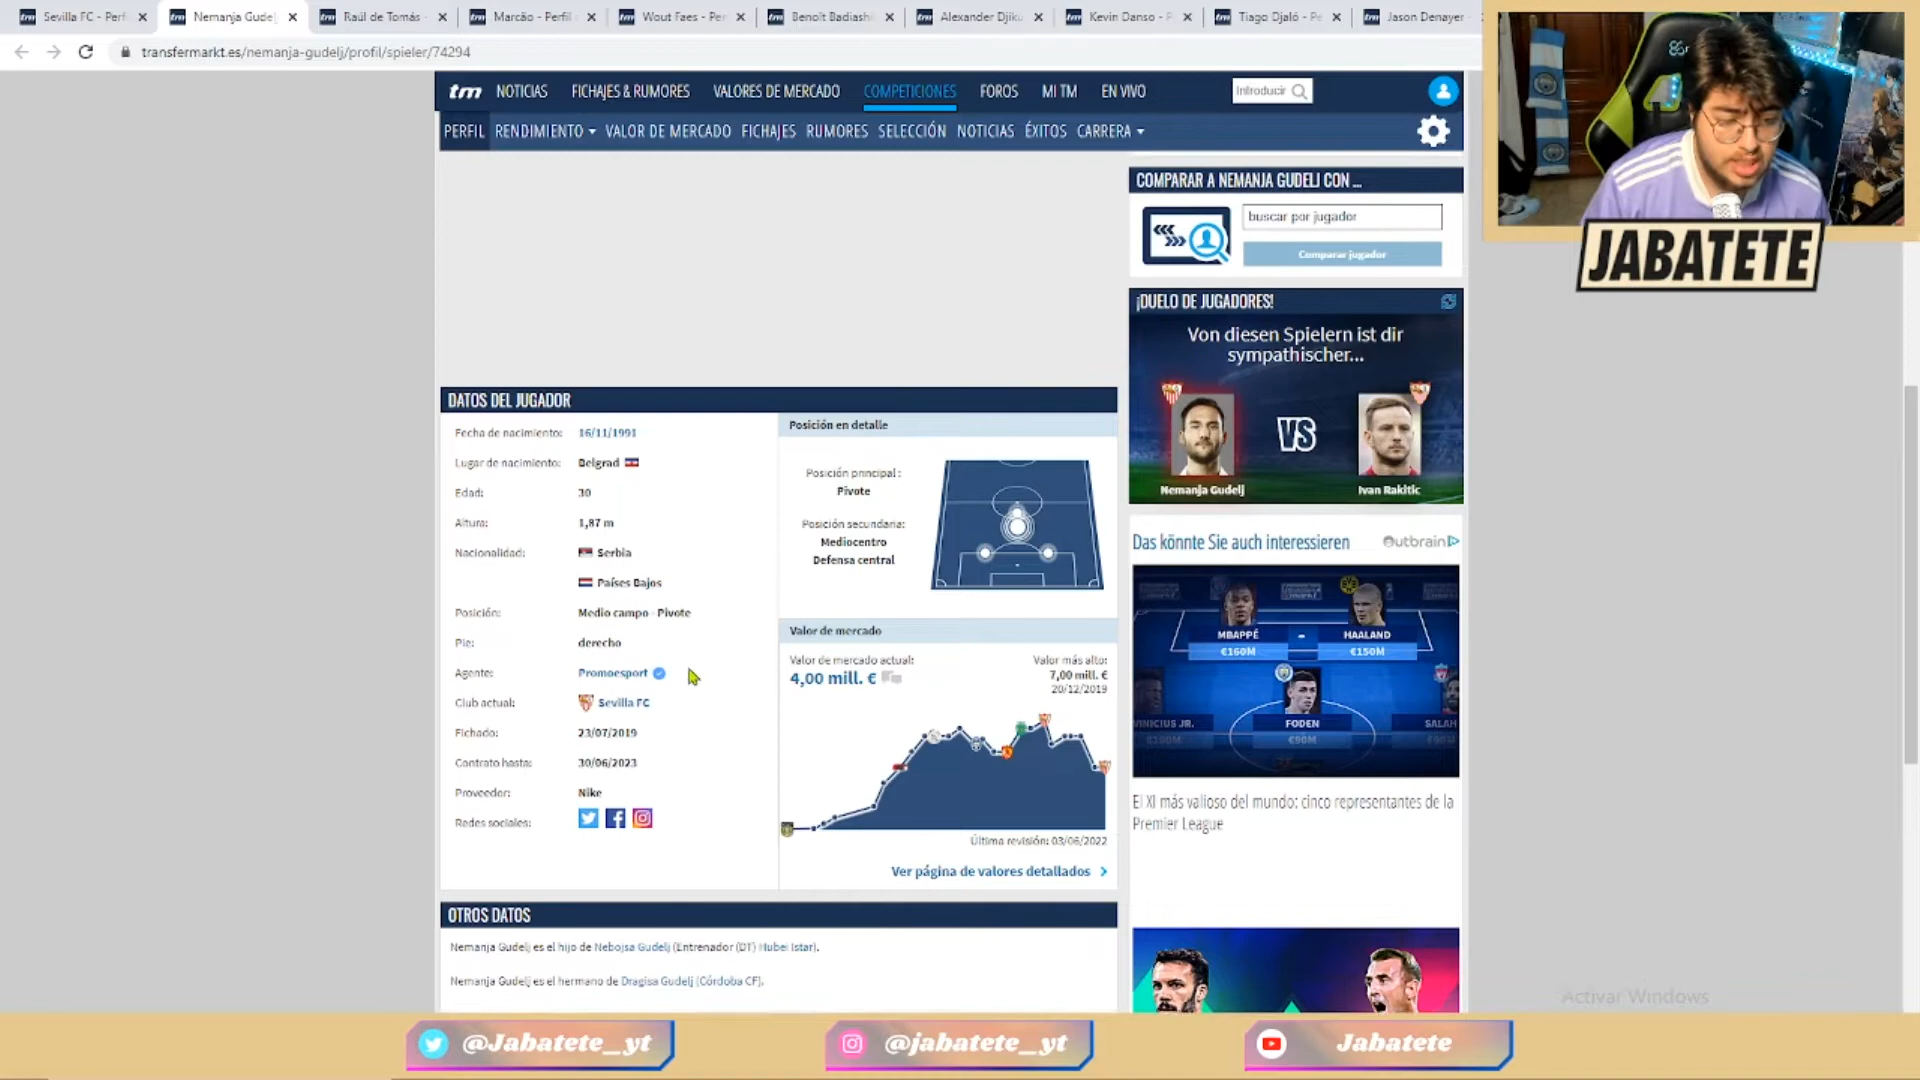 Sevilla FC - Perf
Nemanja Gude
Raúl de Tomás -
Marcão - Perfil
Wout Faes - Per
Benoît Badiash
Alexander Djiku
Kevin Danso - P
Tiago Djaló - Pe
Jason Denayer -
transfermarkt.es/nemanja-gudelj/profil/spieler/74294
tm NOTICIAS FICHAJES & RUMORES VALORES DE MERCADO COMPETICIONES FOROS MI TM EN VIVO Introducir
PERFIL RENDIMIENTO VALOR DE MERCADO FICHAJES RUMORES SELECCIÓN NOTICIAS ÉXITOS CARRERA
JABATETE
COMPARAR A NEMANJA GUDELJ CON ...
buscar por jugador
Comparar jugador
¡DUELO DE JUGADORES!
Von diesen Spielern ist dir
sympathischer...
VS
Nemanja Gudelj Ivan Rakitic
DATOS DEL JUGADOR
Fecha de nacimiento: 16/11/1991
Lugar de nacimiento: Belgrad
Edad: 30
Altura: 1,87 m
Nacionalidad: Serbia
Países Bajos
Posición: Medio campo - Pivote
Pie: derecho
Agente: Promoesport
Club actual: Sevilla FC
Fichado: 23/07/2019
Contrato hasta: 30/06/2023
Proveedor: Nike
Redes sociales:
Posición en detalle
Posición principal :
Pivote
Posición secundaria:
Mediocentro
Defensa central
Valor de mercado
Valor de mercado actual:
4,00 mill. €
Valor más alto:
7,00 mill. €
20/12/2019
Última revisión: 03/06/2022
Ver página de valores detallados
Das könnte Sie auch interessieren
Outbrain
MBAPPÉ HAALAND
€160M €150M
VINICIUS JR. FODEN SALAH
€100M €90M €90M
El XI más valioso del mundo: cinco representantes de la
Premier League
OTROS DATOS
Nemanja Gudelj es el hijo de Nebojsa Gudelj (Entrenador (DT) Hubei Istar).
Nemanja Gudelj es el hermano de Dragisa Gudelj (Córdoba CF).
Activar Windows
@Jabatete_yt
@jabatete_yt
Jabatete